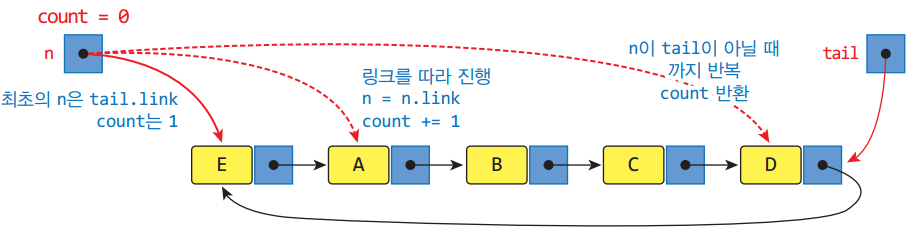 count = 0
n
최초의 n은 tail.link
count는 1
링크를 따라 진행
n = n.link
count += 1
n이 tail이 아닐 때
까지 반복
count 반환
tail
E
A
B
C
D